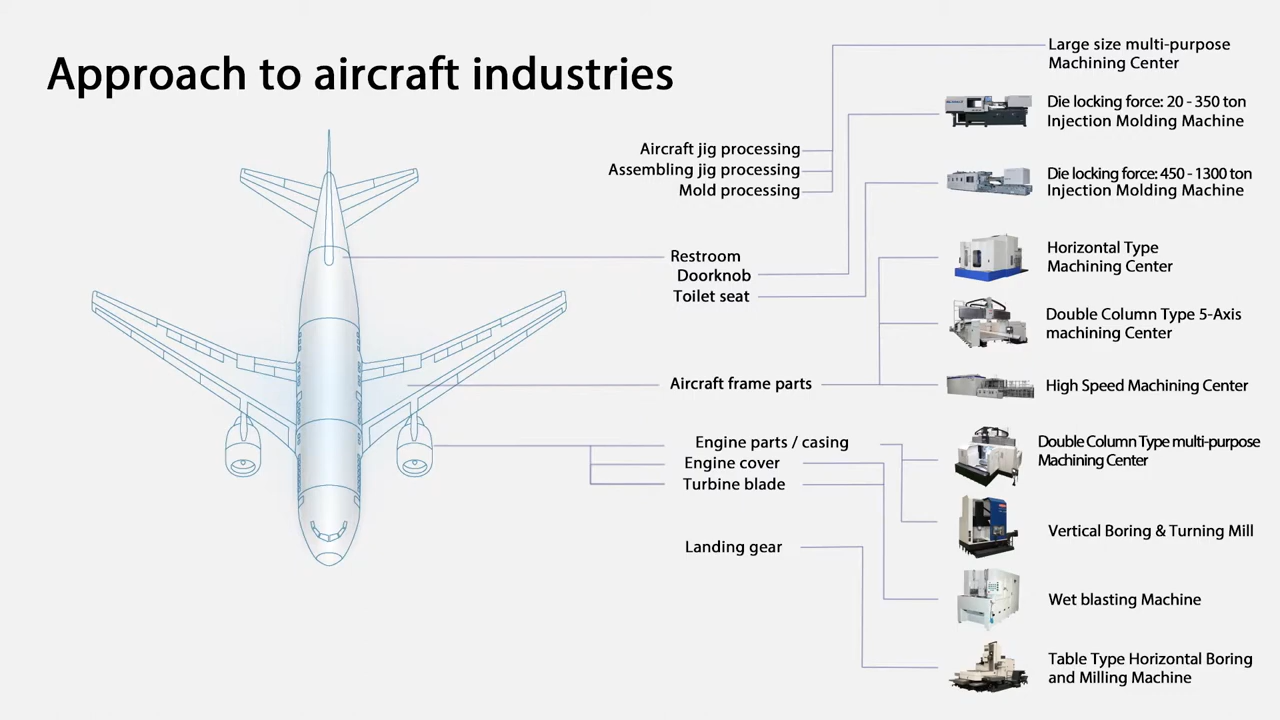 Approach to aircraft industries
Large size multi-purpose
Machining Center
Die locking force: 20 - 350 ton
Injection Molding Machine
Aircraft jig processing
Assembling jig processing
Mold processing
Die locking force: 450 - 1300 ton
Injection Molding Machine
Restroom
Doorknob
Toilet seat
Horizontal Type
Machining Center
Double Column Type 5-Axis
machining Center
Aircraft frame parts
High Speed Machining Center
Engine parts / casing
Engine cover
Turbine blade
Double Column Type multi-purpose
Machining Center
Vertical Boring & Turning Mill
Landing gear
Wet blasting Machine
Table Type Horizontal Boring
and Milling Machine